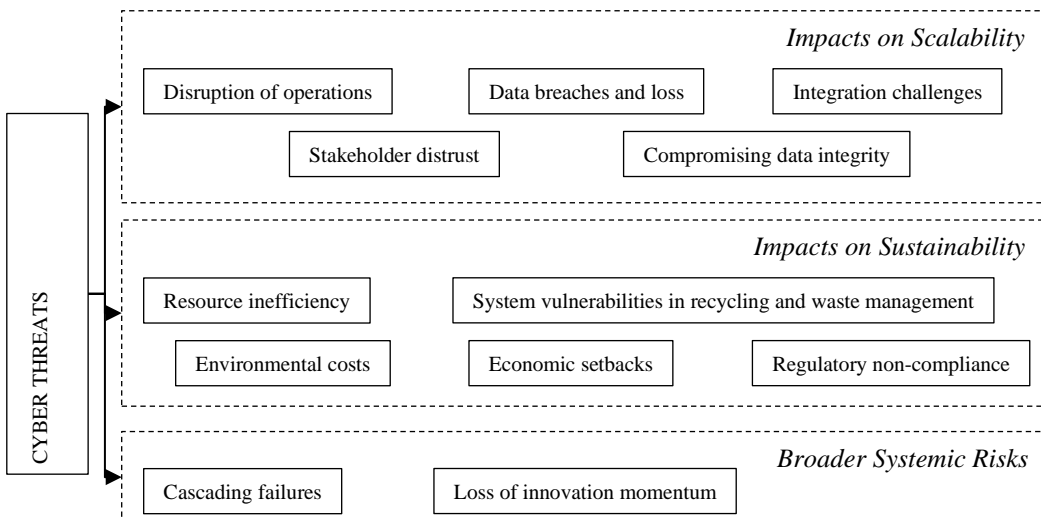 CYBER THREATS
Impacts on Scalability
Disruption of operations
Data breaches and loss
Integration challenges
Stakeholder distrust
Compromising data integrity
Impacts on Sustainability
Resource inefficiency
System vulnerabilities in recycling and waste management
Environmental costs
Economic setbacks
Regulatory non-compliance
Broader Systemic Risks
Cascading failures
Loss of innovation momentum